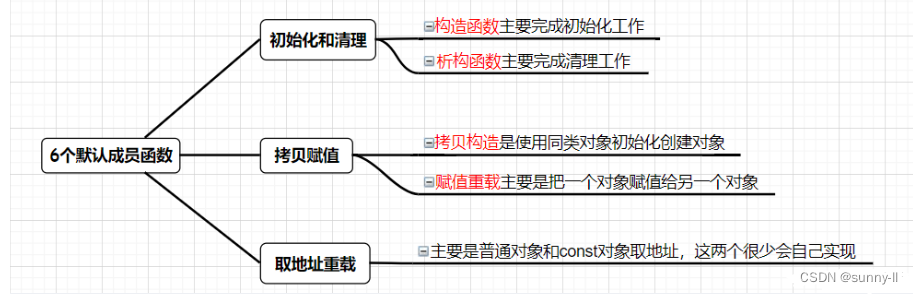 初始化和清理
构造函数主要完成初始化工作
析构函数主要完成清理工作
6个默认成员函数
拷贝赋值
拷贝构造是使用同类对象初始化创建对象
赋值重载主要是把一个对象赋值给另一个对象
取地址重载
主要是普通对象和const对象取地址，这两个很少会自己实现
CSDN @sunny-ll